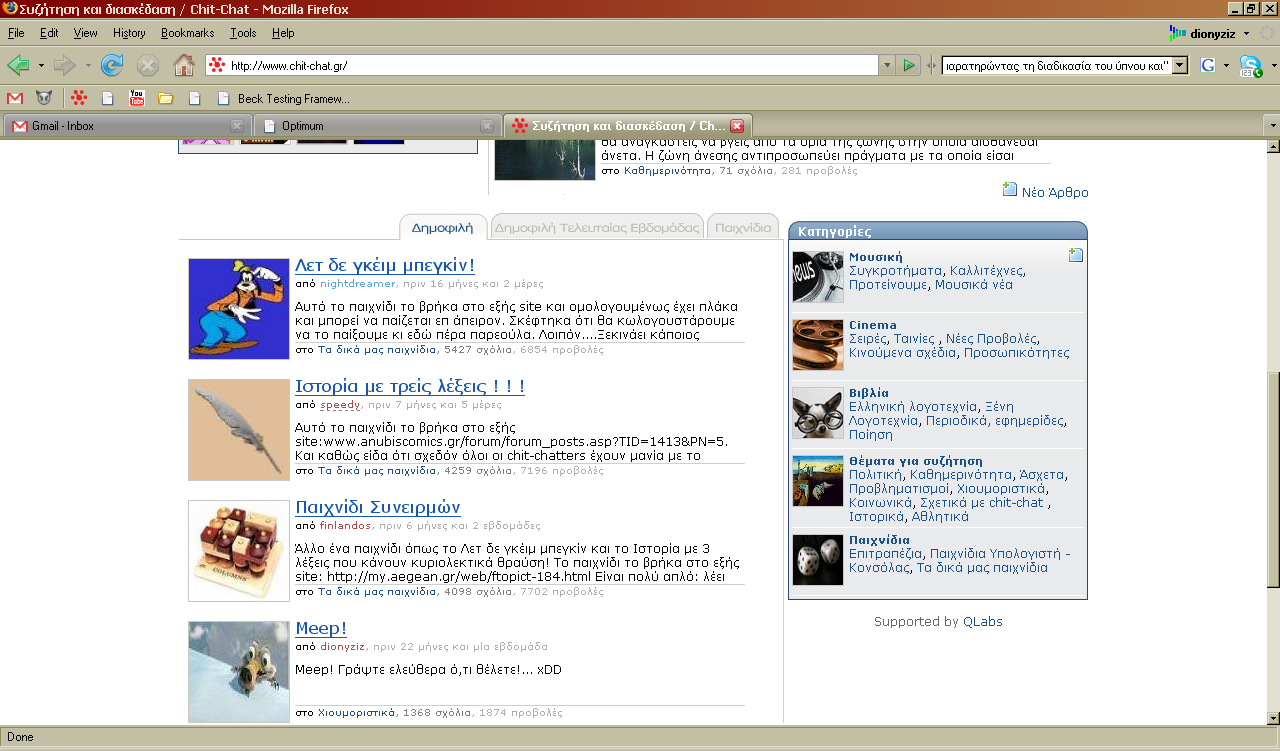 Συζήτηση και διασκέδαση / Chit-Chat - Mozilla Firefox
File Edit View History Bookmarks Tools Help
dionyziz
http://www.chit-chat.gr/
ιαρατηρώντας τη διαδικασία του ύπνου και"
Beck Testing Framew...
Gmail - Inbox
Optimum
Συζήτηση και διασκέδαση / Ch...
θα αναγκαστείς να βγεις από τα όρια της ζώνης στην οποία αισθάνεσαι
άνετα. Η ζώνη άνεσης αντιπροσωπεύει πράγματα με τα οποία είσαι
στο Καθημερινότητα, 71 σχόλια, 281 προβολές
Νέο Άρθρο
Δημοφιλή
Δημοφιλή Τελευταίας Εβδομάδας
Παιχνίδια
Λετ δε γκέιμ μπεγκίν!
από nightdreamer, πριν 16 μήνες και 2 μέρες
Αυτό το παιχνίδι το βρήκα στο εξής site και ομολογουμένως έχει πλάκα
και μπορεί να παίζεται επ άπειρον. Σκέφτηκα ότι θα κωλογουστάρουμε
να το παίξουμε κι εδώ πέρα παρεούλα. Λοιπόν....Ξεκινάει κάποιος
στο Τα δικά μας παιχνίδια, 5427 σχόλια, 6854 προβολές
Ιστορία με τρείς λέξεις ! ! !
από speedy, πριν 7 μήνες και 5 μέρες
Αυτό το παιχνίδι το βρήκα στο εξής
site:www.anubiscomics.gr/forum/forum_posts.asp?TID=1413&PN=5.
Και καθώς είδα ότι σχεδόν όλοι οι chit-chatters έχουν μανία με το
στο Τα δικά μας παιχνίδια, 4259 σχόλια, 7196 προβολές
Παιχνίδι Συνειρμών
από finlandos, πριν 6 μήνες και 2 εβδομάδες
Άλλο ένα παιχνίδι όπως το Λετ δε γκέιμ μπεγκίν και το Ιστορία με 3
λέξεις που κάνουν κυριολεκτικά θραύση! Το παιχνίδι το βρήκα στο εξής
site: http://my.aegean.gr/web/ftopict-184.html Είναι πολύ απλό: λέει
στο Τα δικά μας παιχνίδια, 4098 σχόλια, 7702 προβολές
Meep!
από dionyziz, πριν 22 μήνες και μία εβδομάδα
Meep! Γράψτε ελεύθερα ό,τι θέλετε!... xDD
στο Χιουμοριστικά, 1368 σχόλια, 1874 προβολές
Κατηγορίες
Μουσική
Συγκροτήματα, Καλλιτέχνες,
Προτείνουμε, Μουσικά νέα
Cinema
Σειρές, Ταινίες , Νέες Προβολές,
Κινούμενα σχέδια, Προσωπικότητες
Βιβλία
Ελληνική λογοτεχνία, Ξένη
Λογοτεχνία, Περιοδικά, εφημερίδες,
Ποίηση
Θέματα για συζήτηση
Πολιτική, Καθημερινότητα, Άσχετα,
Προβληματισμοί, Χιουμοριστικά,
Κοινωνικά, Σχετικά με chit-chat ,
Ιστορικά, Αθλητικά
Παιχνίδια
Επιτραπέζια, Παιχνίδια Υπολογιστή -
Κονσόλας, Τα δικά μας παιχνίδια
Supported by QLabs
Done